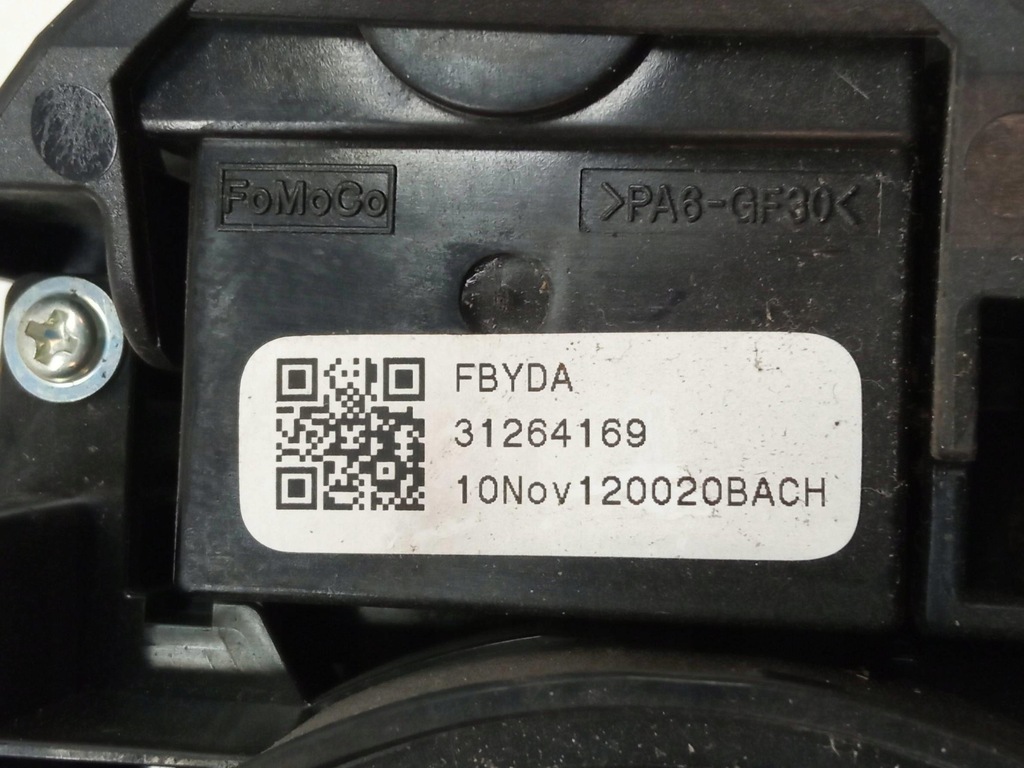 FoMoCo
>PA6-GF30<
FBYDA
31264169
10Nov120020BACH